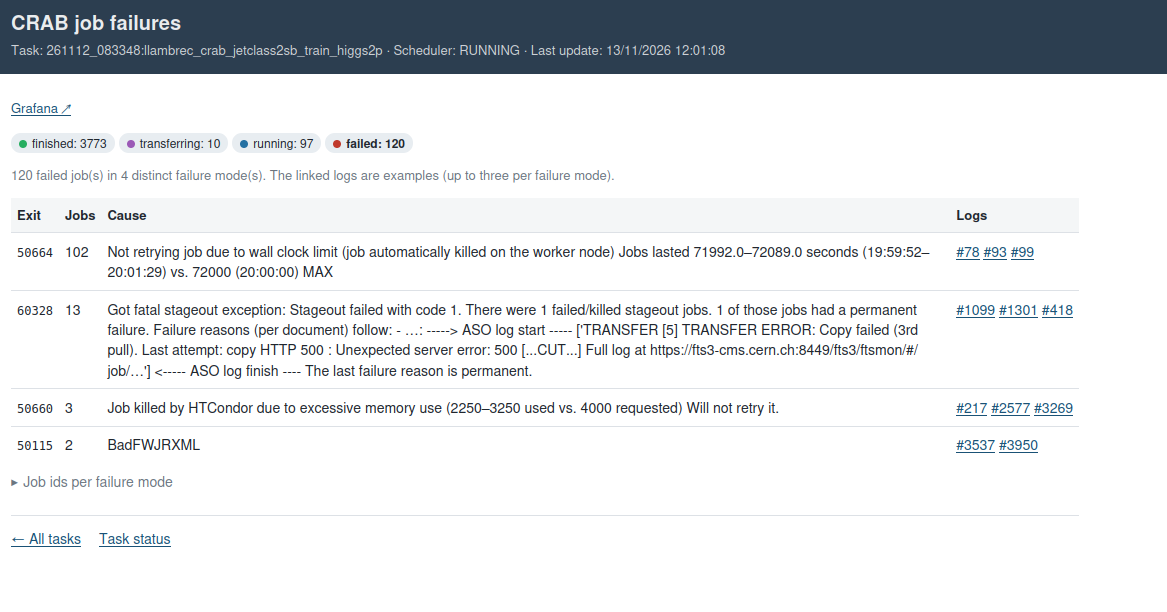 CRAB job failures
Task: 261112_083348:llambrec_crab_jetclass2sb_train_higgs2p · Scheduler: RUNNING · Last update: 13/11/2026 12:01:08
Grafana ↗
finished: 3773 transferring: 10 running: 97 failed: 120
120 failed job(s) in 4 distinct failure mode(s). The linked logs are examples (up to three per failure mode).
Exit Jobs Cause Logs
50664 102 Not retrying job due to wall clock limit (job automatically killed on the worker node) Jobs lasted 71992.0–72089.0 seconds (19:59:52– #78 #93 #99
20:01:29) vs. 72000 (20:00:00) MAX
60328 13 Got fatal stageout exception: Stageout failed with code 1. There were 1 failed/killed stageout jobs. 1 of those jobs had a permanent #1099 #1301 #418
failure. Failure reasons (per document) follow: - …: -----> ASO log start ----- ['TRANSFER [5] TRANSFER ERROR: Copy failed (3rd
pull). Last attempt: copy HTTP 500 : Unexpected server error: 500 [...CUT...] Full log at https://fts3-cms.cern.ch:8449/fts3/ftsmon/#/
job/…'] <----- ASO log finish ---- The last failure reason is permanent.
50660 3 Job killed by HTCondor due to excessive memory use (2250–3250 used vs. 4000 requested) Will not retry it. #217 #2577 #3269
50115 2 BadFWJRXML #3537 #3950
▸ Job ids per failure mode
← All tasks Task status